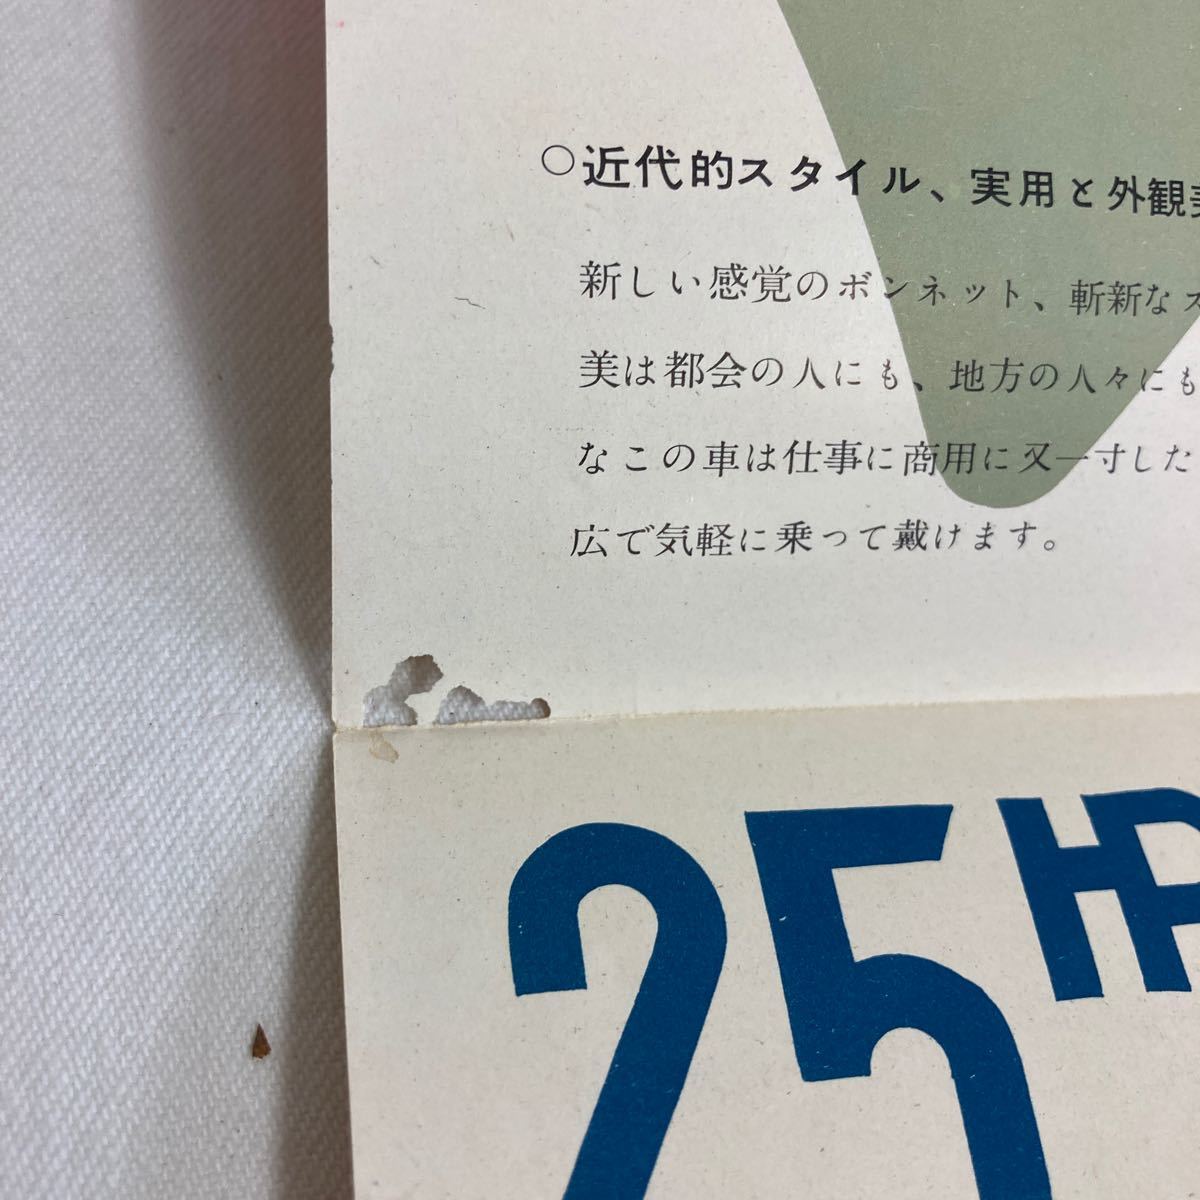 ○近代的スタイル、実用と外観美
新しい感覚のボンネット、斬新なス
美は都会の人にも、地方の人々にも
なこの車は仕事に商用に又一寸した
広で気軽に乗って戴けます。
25HP